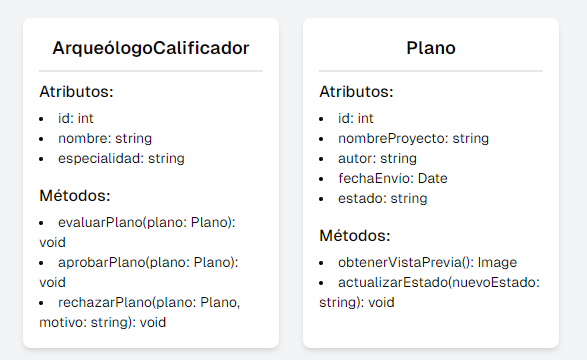 ArqueólogoCalificador
Atributos:
• id: int
• nombre: string
• especialidad: string
Métodos:
• evaluarPlano(plano: Plano):
void
• aprobarPlano(plano: Plano):
void
• rechazarPlano(plano: Plano,
motivo: string): void
Plano
Atributos:
• id: int
• nombreProyecto: string
• autor: string
• fechaEnvio: Date
• estado: string
Métodos:
• obtenerVistaPrevia(): Image
• actualizarEstado(nuevoEstado:
string): void